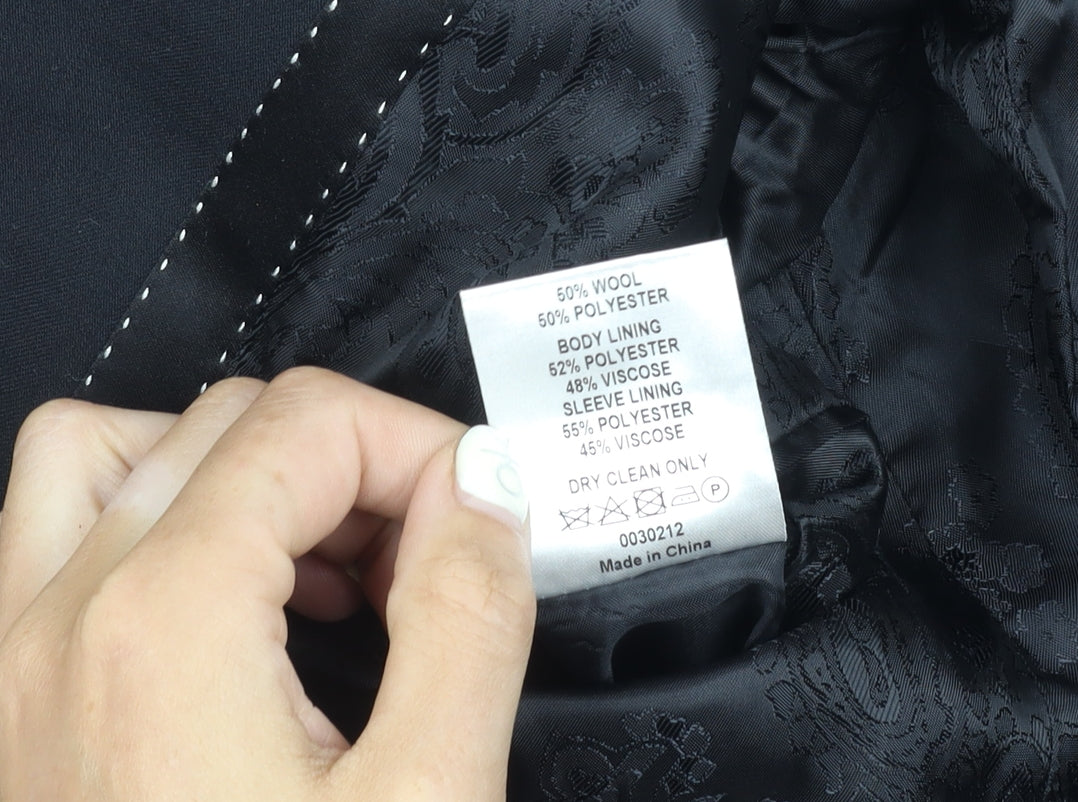 50% WOOL
50% POLYESTER
BODY LINING
52% POLYESTER
48% VISCOSE
SLEEVE LINING
55% POLYESTER
45% VISCOSE
DRY CLEAN ONLY
P
0030212
Made in China